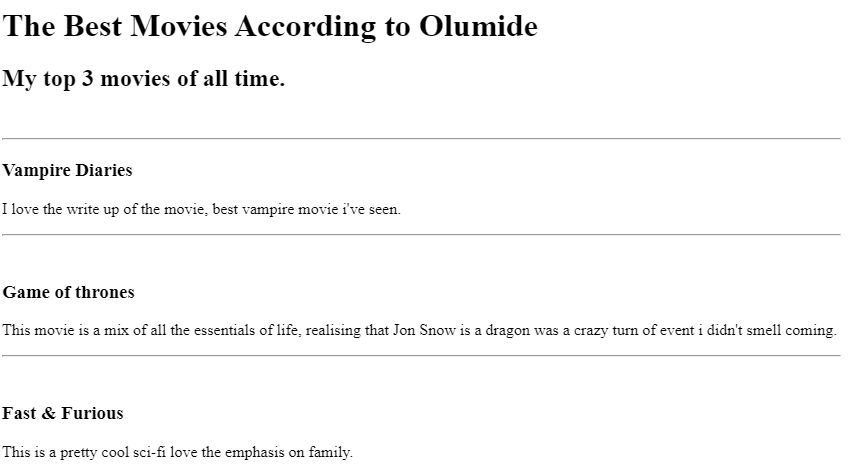 The Best Movies According to Olumide
My top 3 movies of all time.
Vampire Diaries
I love the write up of the movie, best vampire movie i've seen.
Game of thrones
This movie is a mix of all the essentials of life, realising that Jon Snow is a dragon was a crazy turn of event i didn't smell coming.
Fast & Furious
This is a pretty cool sci-fi love the emphasis on family.